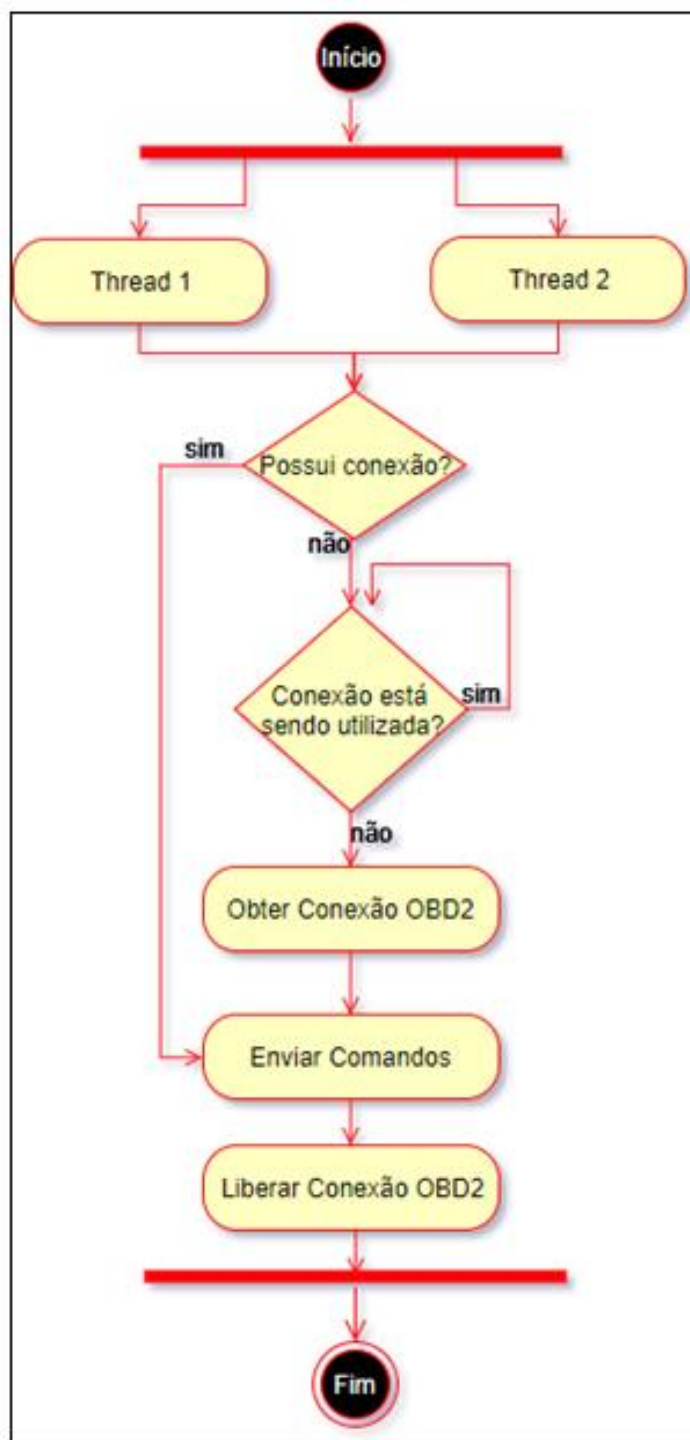 Início
Thread 1
Thread 2
sim
Possui conexão?
não
Conexão está
sendo utilizada?
sim
não
Obter Conexão OBD2
Enviar Comandos
Liberar Conexão OBD2
Fim